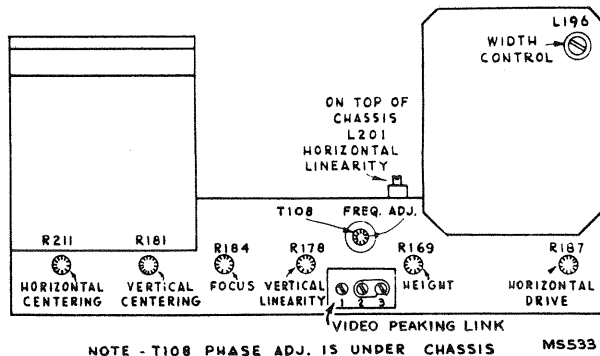 L196
WIDTH
CONTROL
ON TOP OF
CHASSIS
L201
HORIZONTAL
LINEARITY
T108 FREQ. ADJ.
R211
HORIZONTAL
CENTERING
R181
VERTICAL
CENTERING
R184
FOCUS
R178
VERTICAL
LINEARITY
R169
HEIGHT
R187
HORIZONTAL
DRIVE
1 2 3
VIDEO PEAKING LINK
NOTE - T108 PHASE ADJ. IS UNDER CHASSIS
MS533